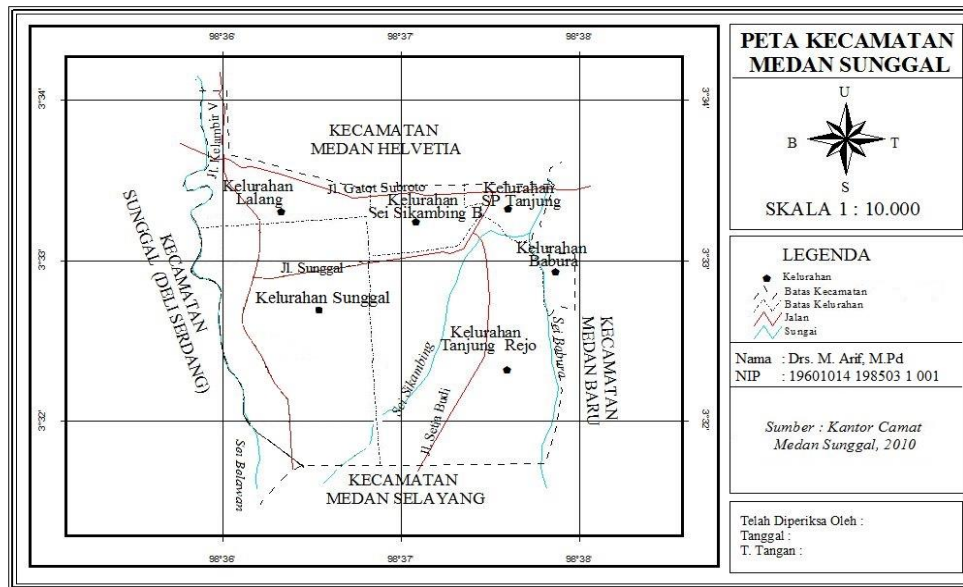 98°36'
98°37'
98°38'
3°34'
3°34'
3°33'
3°33'
3°32'
3°32'
98°36'
98°37'
98°38'
Jl. Kelambir V
KECAMATAN
MEDAN HELVETIA
Jl. Gatot Subroto
Kelurahan
Lalang
Kelurahan
Sei Sikambing B
Kelurahan
SP Tanjung
Kelurahan
Babura
KECAMATAN
SUNGGAL (DELI SERDANG)
Jl. Sunggal
Kelurahan Sunggal
Kelurahan
Tanjung Rejo
Sei Sikambing
Jl. Setia Budi
Sei Babura
KECAMATAN
MEDAN BARU
Sei Belawan
KECAMATAN
MEDAN SELAYANG
PETA KECAMATAN
MEDAN SUNGGAL
U
B
T
S
SKALA 1 : 10.000
LEGENDA
Kelurahan
Batas Kecamatan
Batas Kelurahan
Jalan
Sungai
Nama : Drs. M. Arif, M.Pd
NIP : 19601014 198503 1 001
Sumber : Kantor Camat
Medan Sunggal, 2010
Telah Diperiksa Oleh :
Tanggal :
T. Tangan :